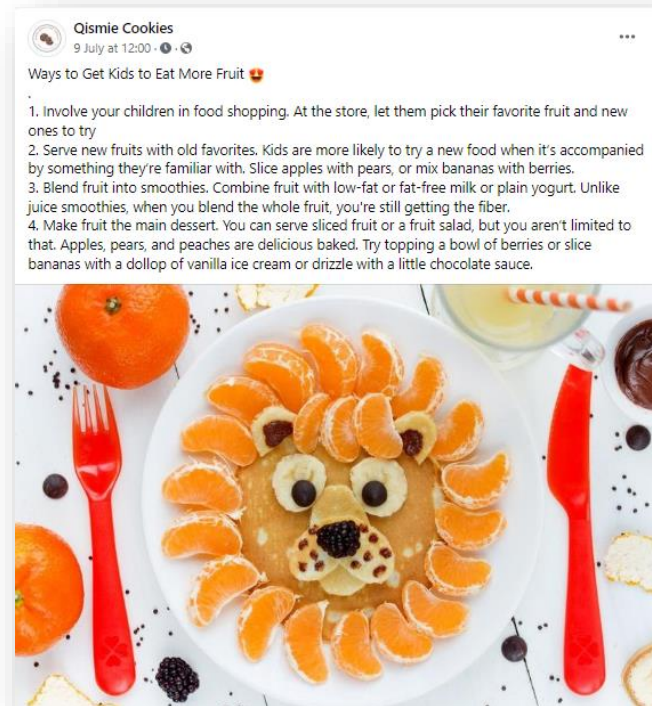 Qismie Cookies
9 July at 12:00 · ·
Ways to Get Kids to Eat More Fruit 🤩
.
1. Involve your children in food shopping. At the store, let them pick their favorite fruit and new
ones to try
2. Serve new fruits with old favorites. Kids are more likely to try a new food when it's accompanied
by something they're familiar with. Slice apples with pears, or mix bananas with berries.
3. Blend fruit into smoothies. Combine fruit with low-fat or fat-free milk or plain yogurt. Unlike
juice smoothies, when you blend the whole fruit, you're still getting the fiber.
4. Make fruit the main dessert. You can serve sliced fruit or a fruit salad, but you aren't limited to
that. Apples, pears, and peaches are delicious baked. Try topping a bowl of berries or slice
bananas with a dollop of vanilla ice cream or drizzle with a little chocolate sauce.